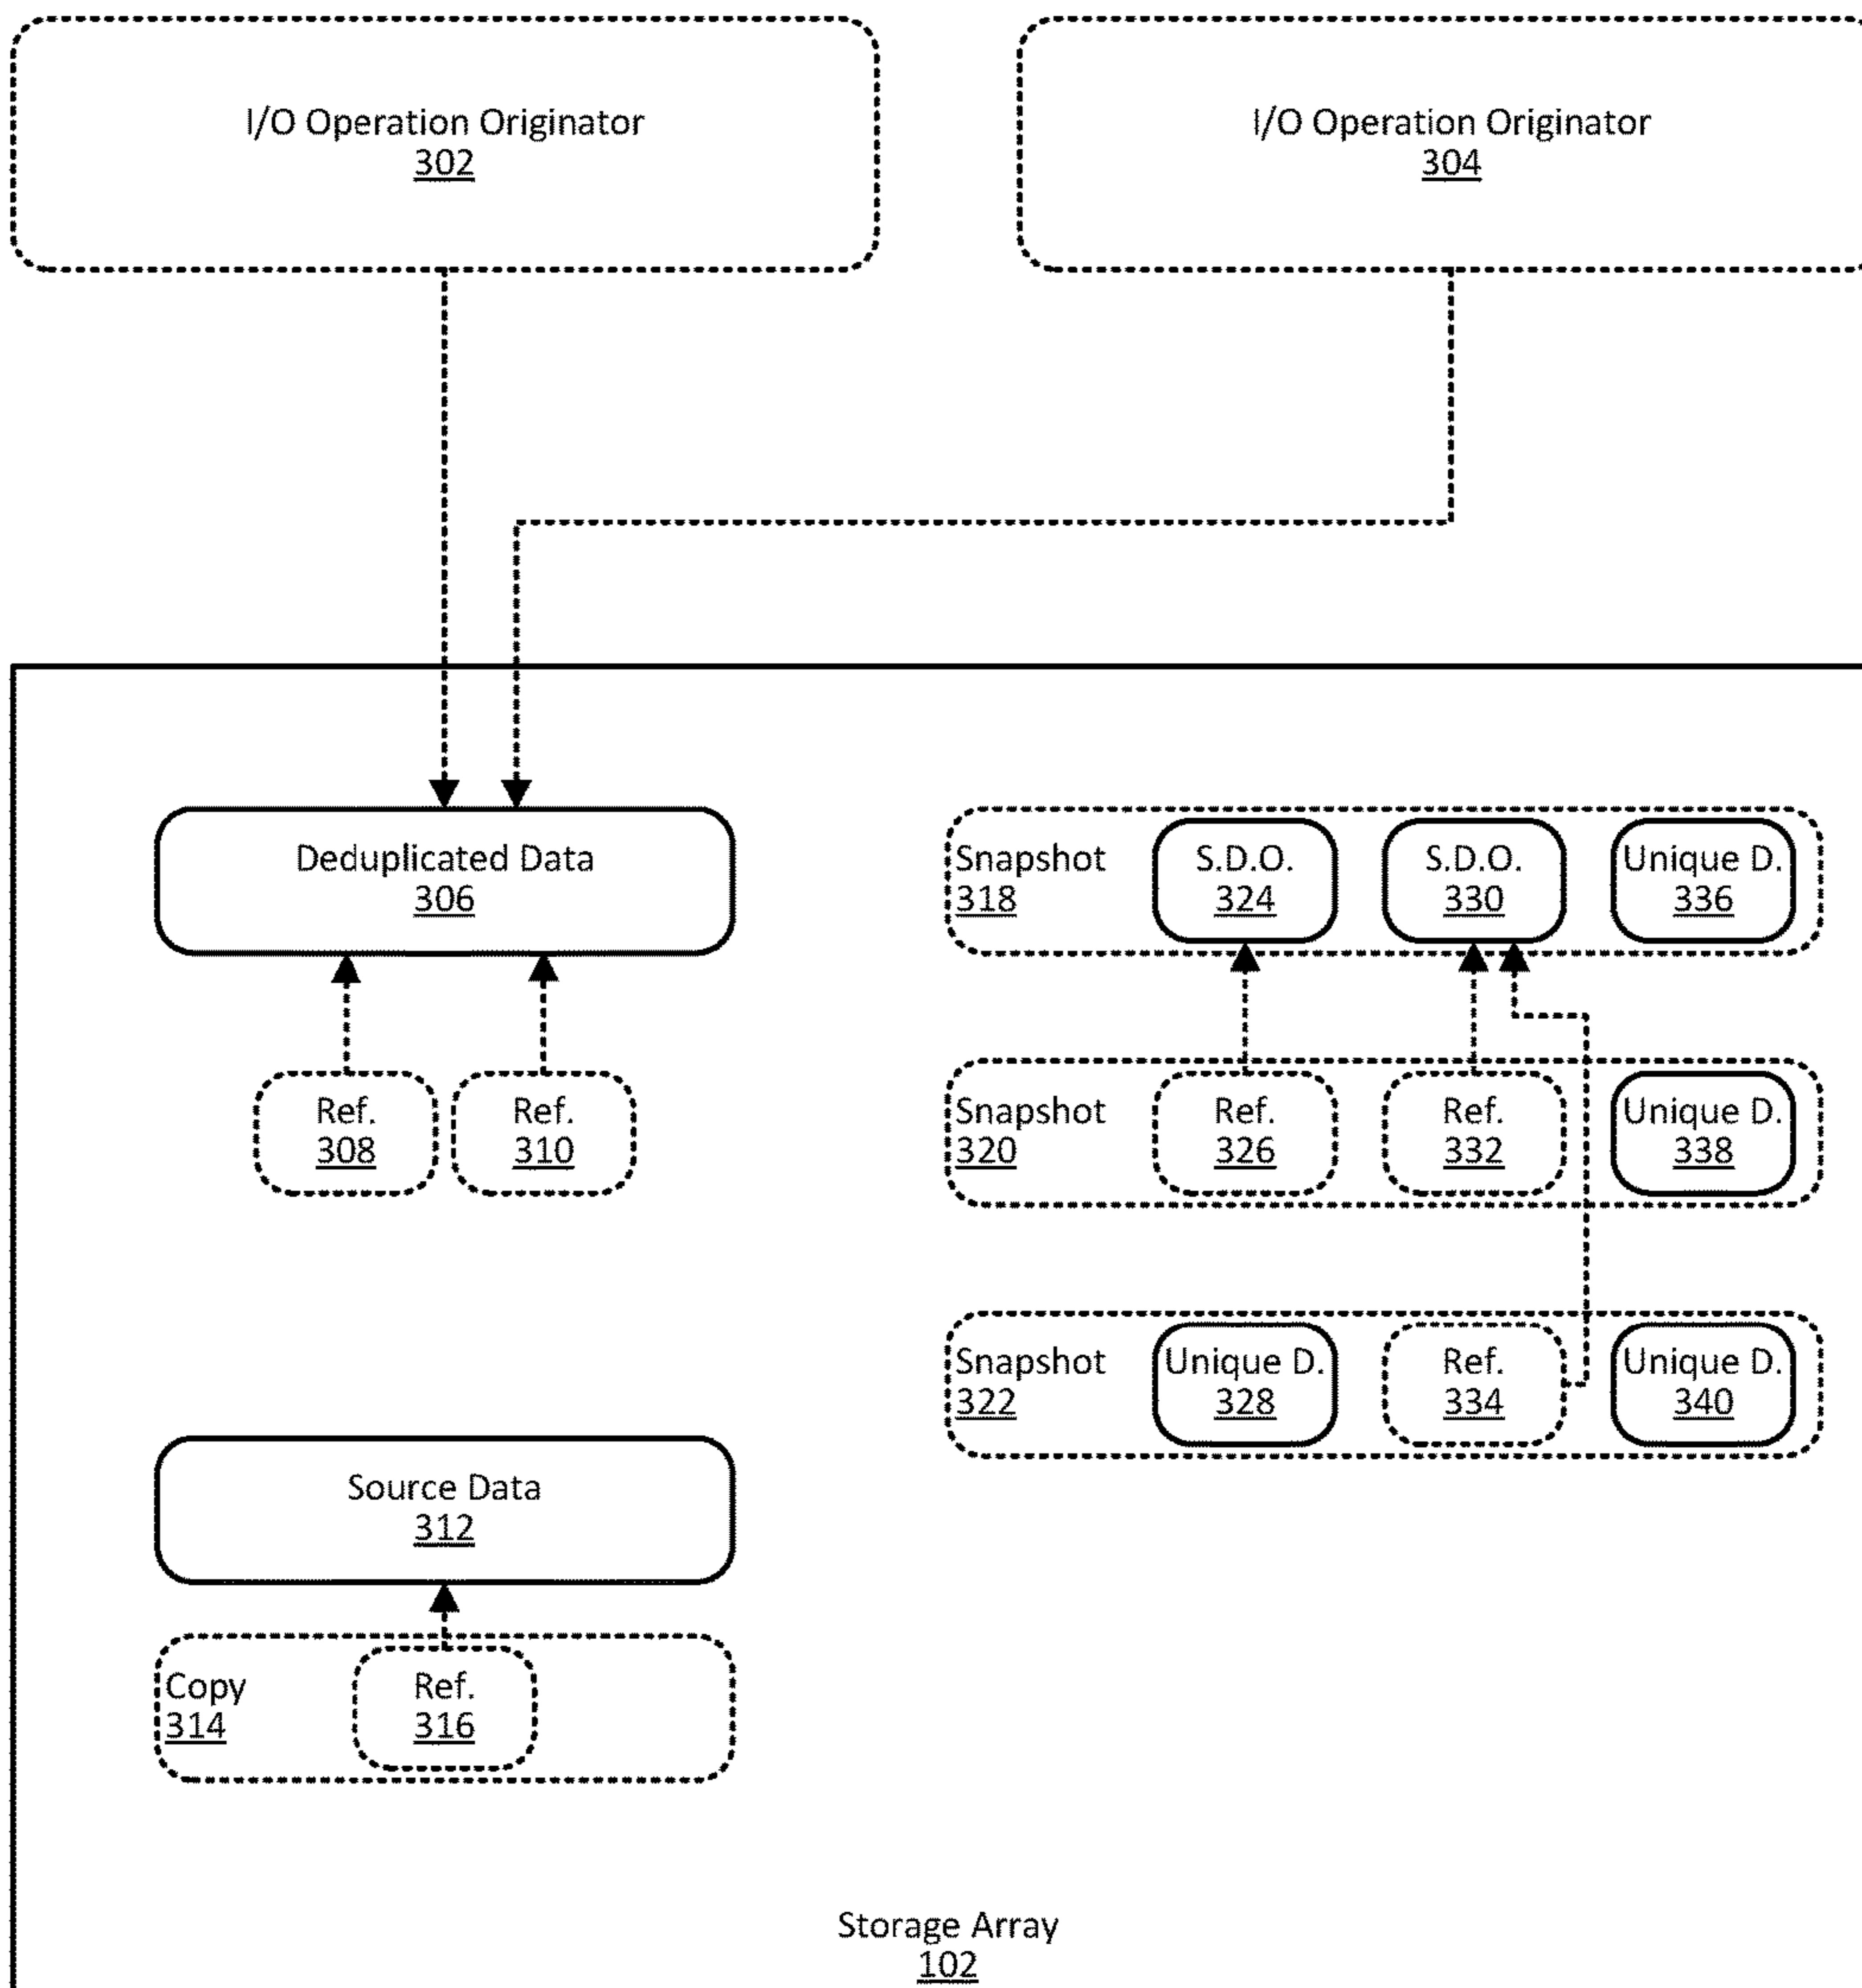 I/O Operation Originator
302
I/O Operation Originator
304
Deduplicated Data
306
Ref.
308
Ref.
310
Snapshot
318
S.D.O.
324
S.D.O.
330
Unique D.
336
Snapshot
320
Ref.
326
Ref.
332
Unique D.
338
Snapshot
322
Unique D.
328
Ref.
334
Unique D.
340
Source Data
312
Copy
314
Ref.
316
Storage Array
102